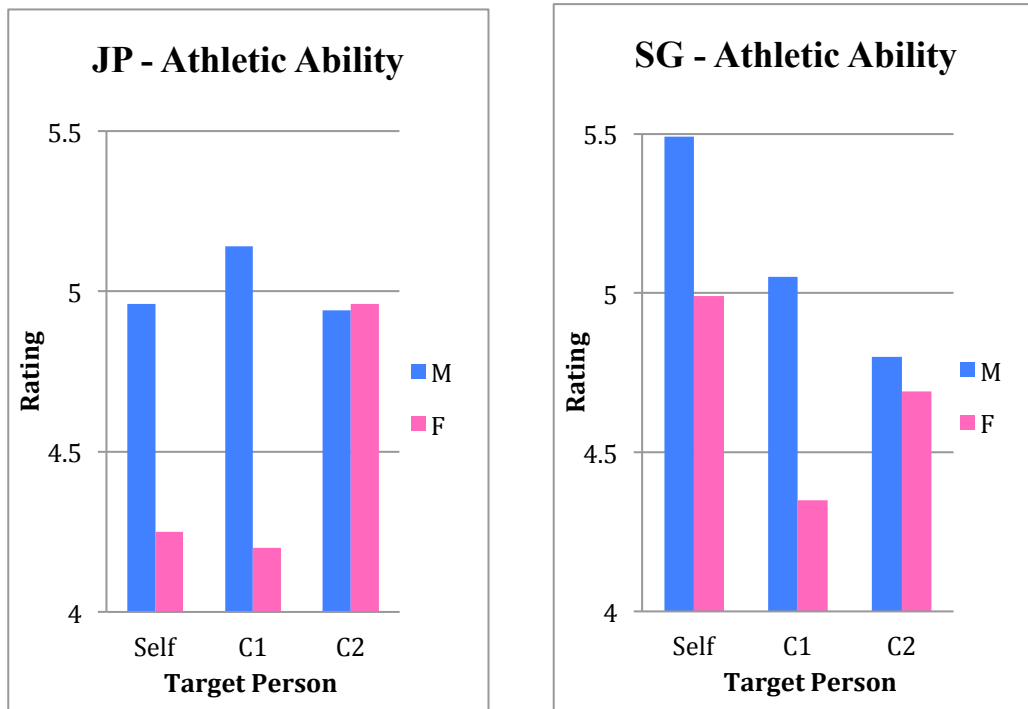 JP - Athletic Ability
5.5
5
4.5
4
Rating
Self
C1
C2
Target Person
M
F
SG - Athletic Ability
5.5
5
4.5
4
Rating
Self
C1
C2
Target Person
M
F